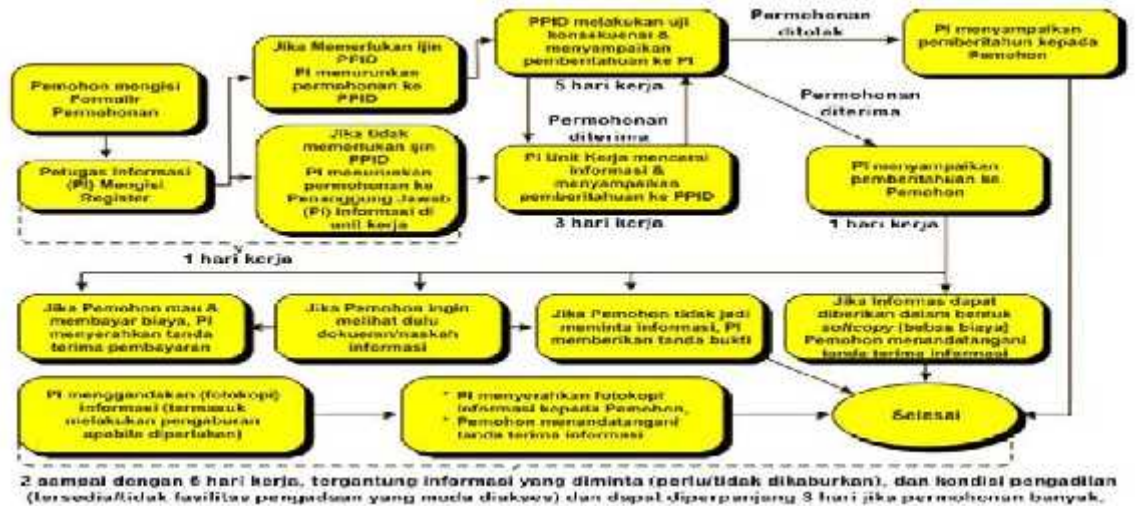 Pemohon mengisi
Formulir
Permohonan
Petugas Informasi
(PI) Mengisi
Register
Jika Memerlukan Ijin
PPID
PI menurunkan
permohonan ke
PPID
Jika tidak
memerlukan ijin
PPID
PI meneruskan
permohonan ke
Penanggung Jawab
(PI) Informasi di
unit kerja
1 hari kerja
PPID melakukan uji
konsekuensi &
menyampaikan
pemberitahuan ke PI
5 hari kerja
Permohonan
diterima
PI Unit Kerja mencarai
Informasi &
menyampaikan
pemberitahuan ke PPID
3 hari kerja
Permohonan
ditolak
PI menyampaikan
pemberitahun kepada
Pemohon
Permohonan
diterima
PI menyampaikan
pemberitahuan ke
Pemohon
1 hari kerja
Jika Pemohon mau A
membayar biaya, PI
menyerahkan tanda
terima pembayaran
Jika Pemohon ingin
melihat dulu
dokuemn/naskah
informasi
Jika Pemohon tidak jadi
meminta informasi, PI
memberikan tanda bukti
Jika Informas dapat
diberikan dalam bentuk
softcopy (bebas biaya)
Pemohon menandatangani
tanda terima informasi
PI menggandakan (fotokopi)
informasi (termasuk
melakukan pengaburan
apabila diperlukan)
* PI menyerahkan fotokopi
informasi kepada Pemohon,
* Pemohon menandatangani
tanda terima informasi
Selesai
2 sampai dengan 6 hari kerja, tergantung informasi yang diminta (perlu/tidak dikaburkan), dan kondisi pengadilan
(tersedia/tidak fasilitas pengadaan yang muda diakses) dan dapat diperpanjang 3 hari jika permohonan banyak.